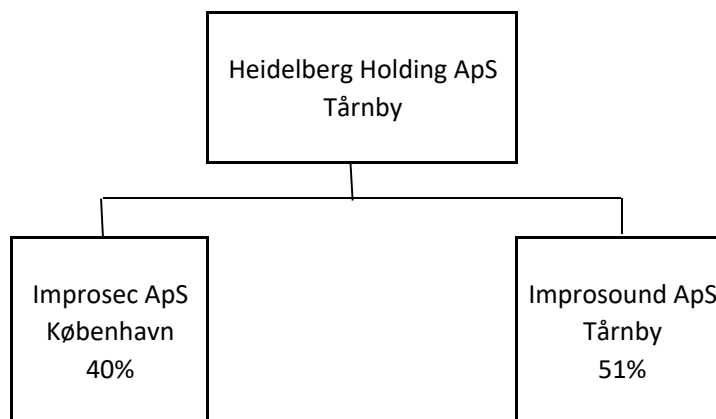 Heidelberg Holding ApS
Tårnby
Improsec ApS
København
40%
Improsound ApS
Tårnby
51%